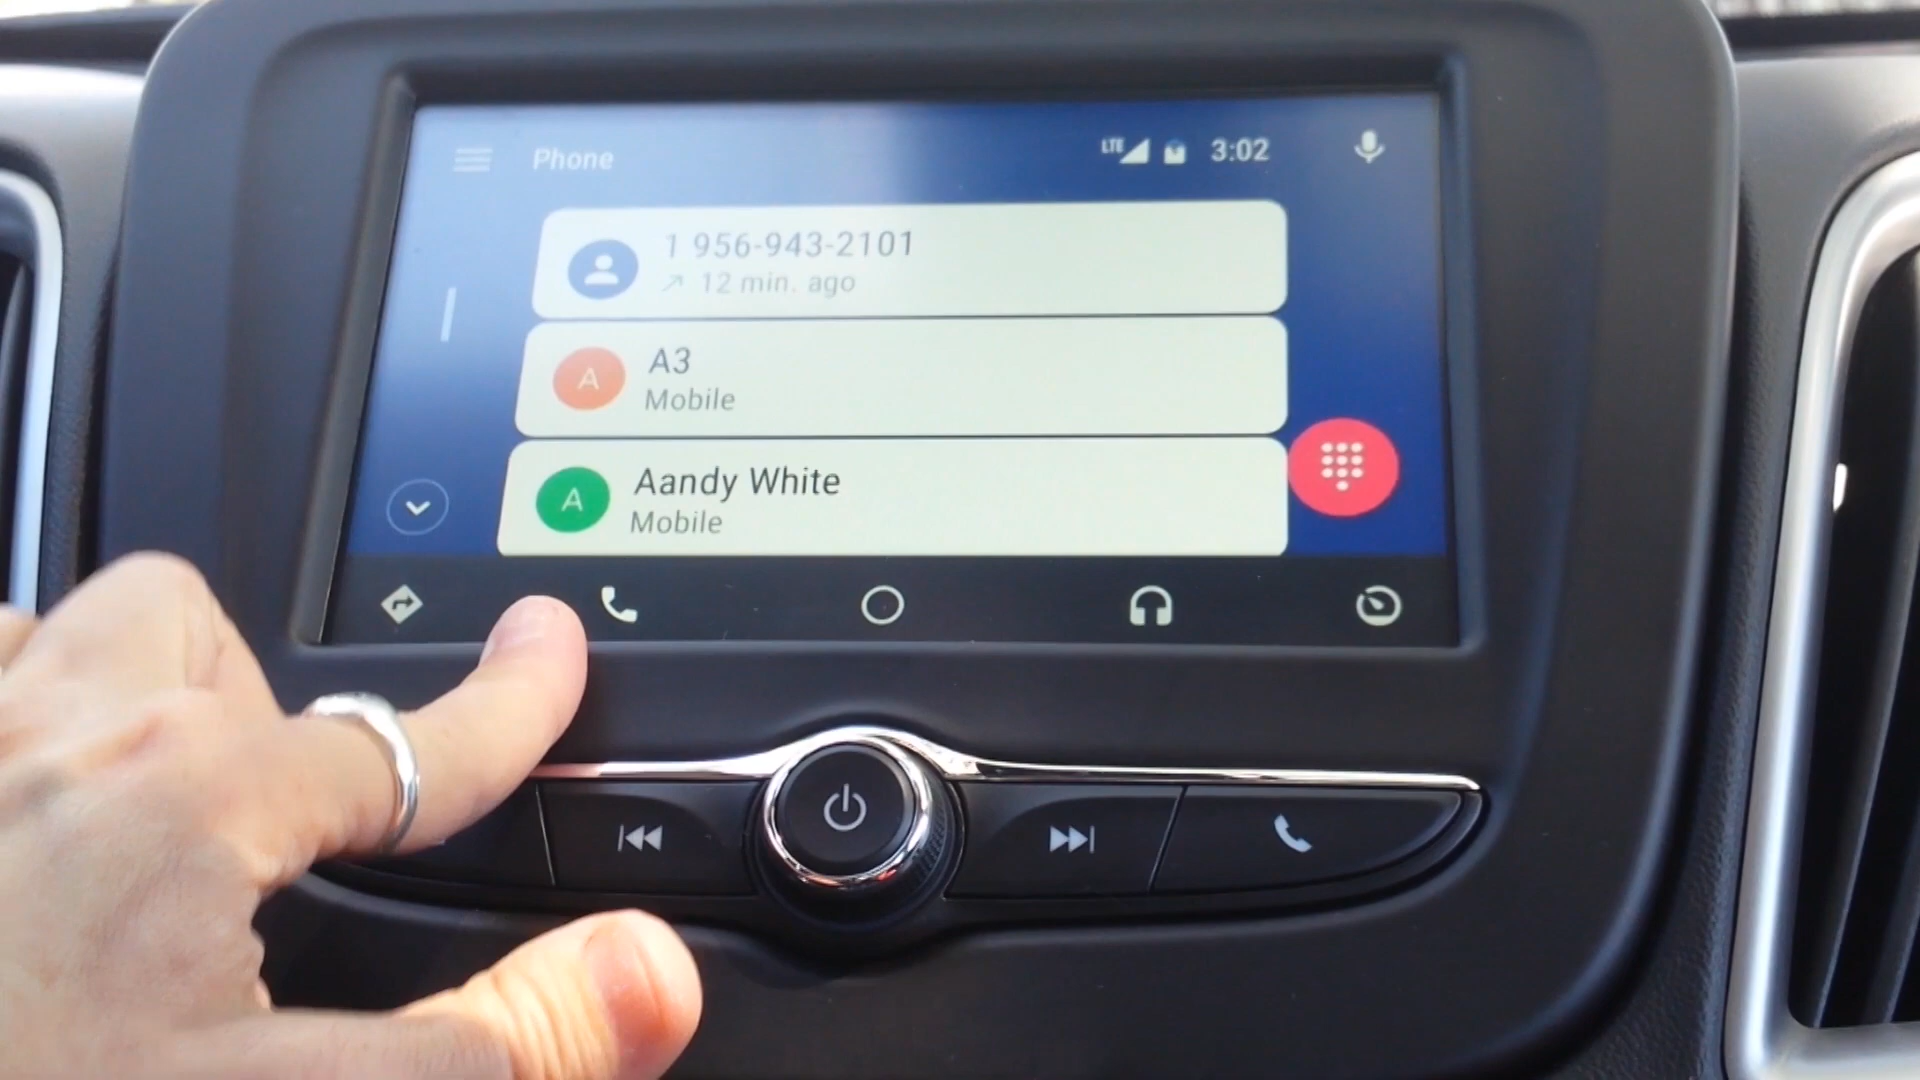 Phone
LTE 3:02
1 956-943-2101
12 min. ago
A
A3
Mobile
A
Aandy White
Mobile